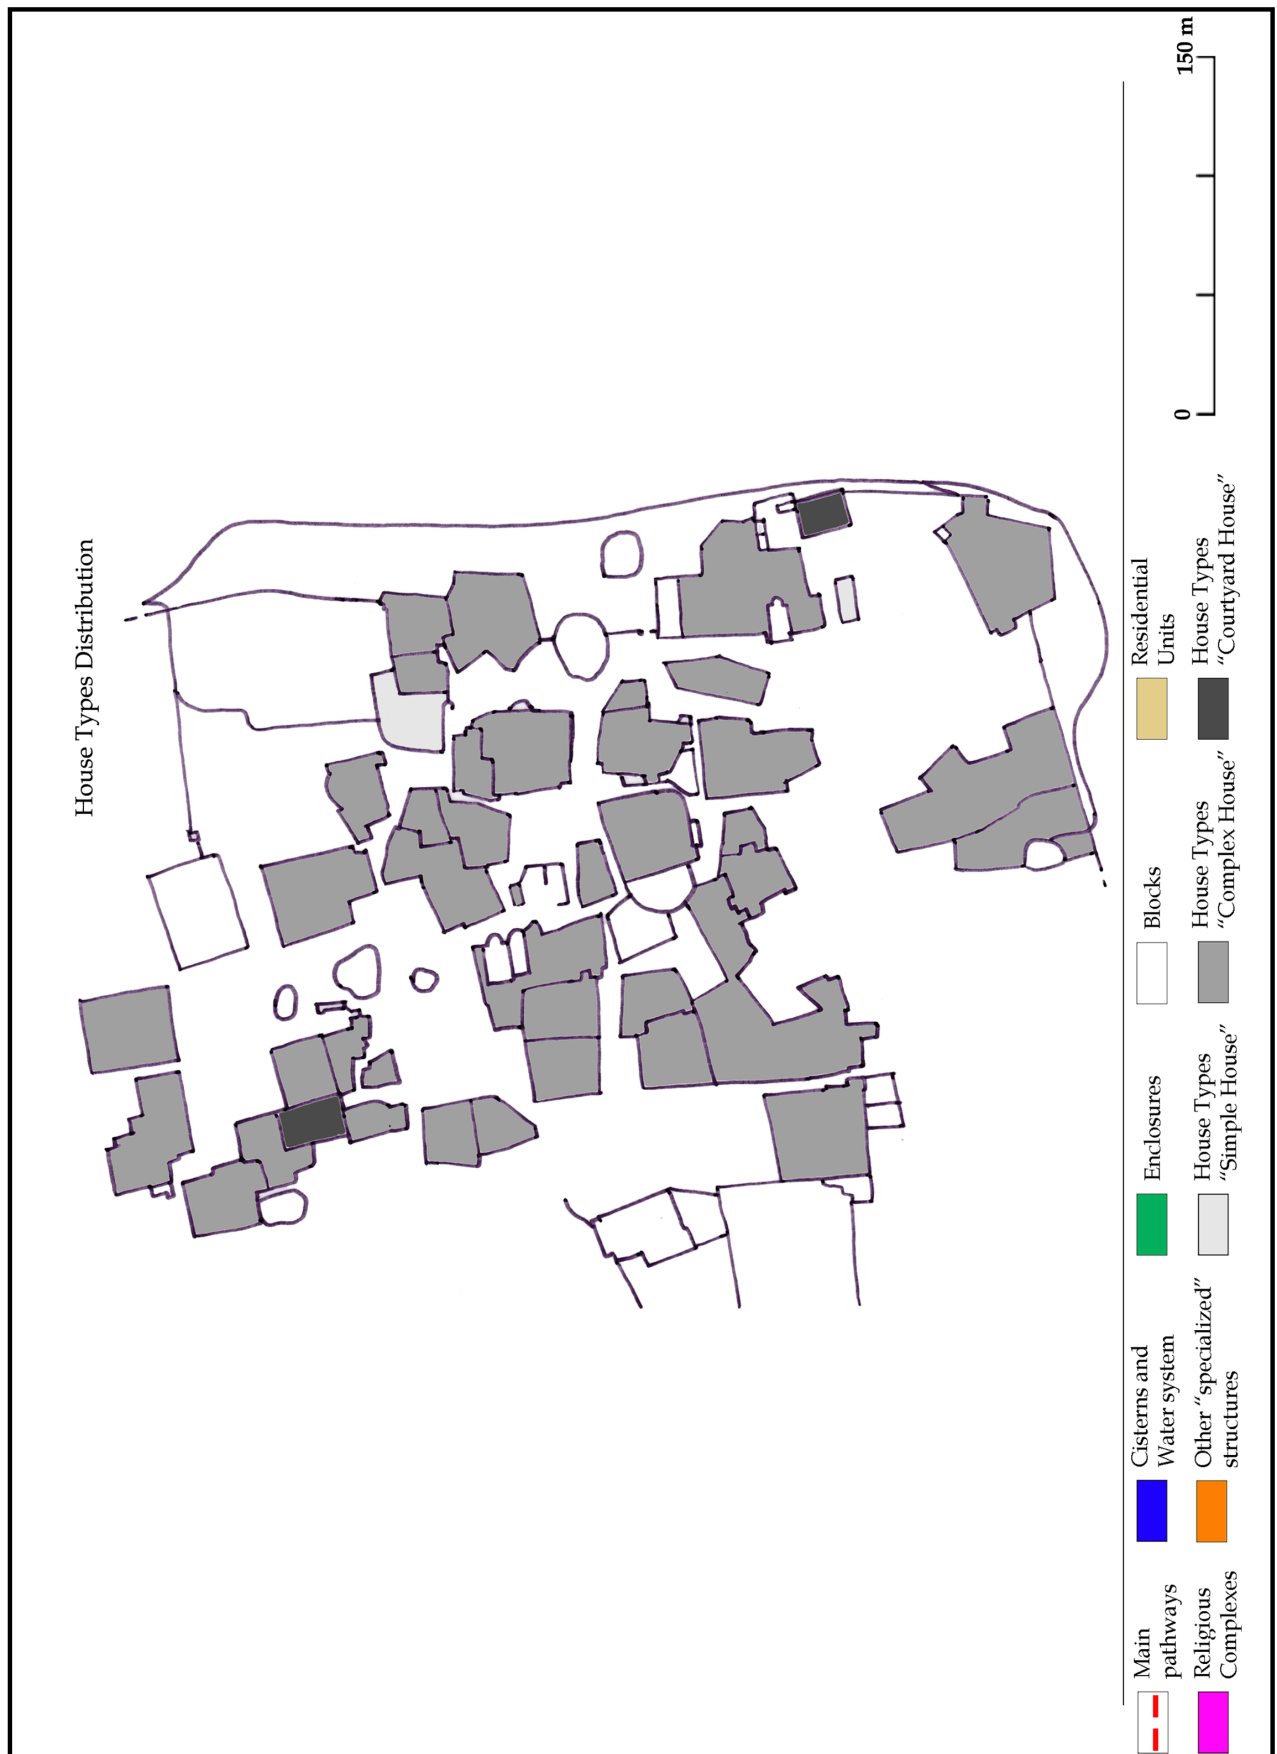 House Types Distribution
150 m
0
Main
pathways
Cisterns and
Water system
Enclosures
Blocks
Residential
Units
Religious
Complexes
Other “specialized”
structures
House Types
“Simple House”
House Types
“Complex House”
House Types
“Courtyard House”